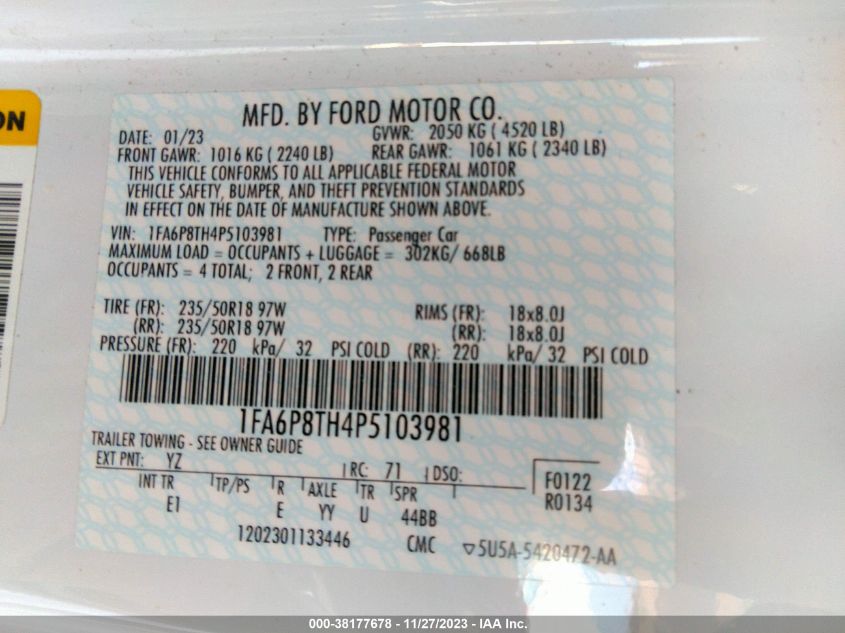 ON
MFD. BY FORD MOTOR CO.
DATE: 01/23 GVWR: 2050 KG ( 4520 LB)
FRONT GAWR: 1016 KG ( 2240 LB) REAR GAWR: 1061 KG ( 2340 LB)
THIS VEHICLE CONFORMS TO ALL APPLICABLE FEDERAL MOTOR
VEHICLE SAFETY, BUMPER, AND THEFT PREVENTION STANDARDS
IN EFFECT ON THE DATE OF MANUFACTURE SHOWN ABOVE.
VIN: 1FA6P8TH4P5103981 TYPE: Passenger Car
MAXIMUM LOAD = OCCUPANTS + LUGGAGE = 302KG/ 668LB
OCCUPANTS = 4 TOTAL; 2 FRONT, 2 REAR
TIRE (FR): 235/50R18 97W RIMS (FR): 18x8.0J
(RR): 235/50R18 97W (RR): 18x8.0J
PRESSURE (FR): 220 kPa/ 32 PSI COLD (RR): 220 kPa/ 32 PSI COLD
1FA6P8TH4P5103981
TRAILER TOWING - SEE OWNER GUIDE
EXT PNT: YZ RC: 71 DSO: F0122
INT TR TP/PS R AXLE TR SPR R0134
E1 E YY U 44BB
1202301133446 CMC ▽5U5A-5420472-AA
000-38177678 - 11/27/2023 - IAA Inc.